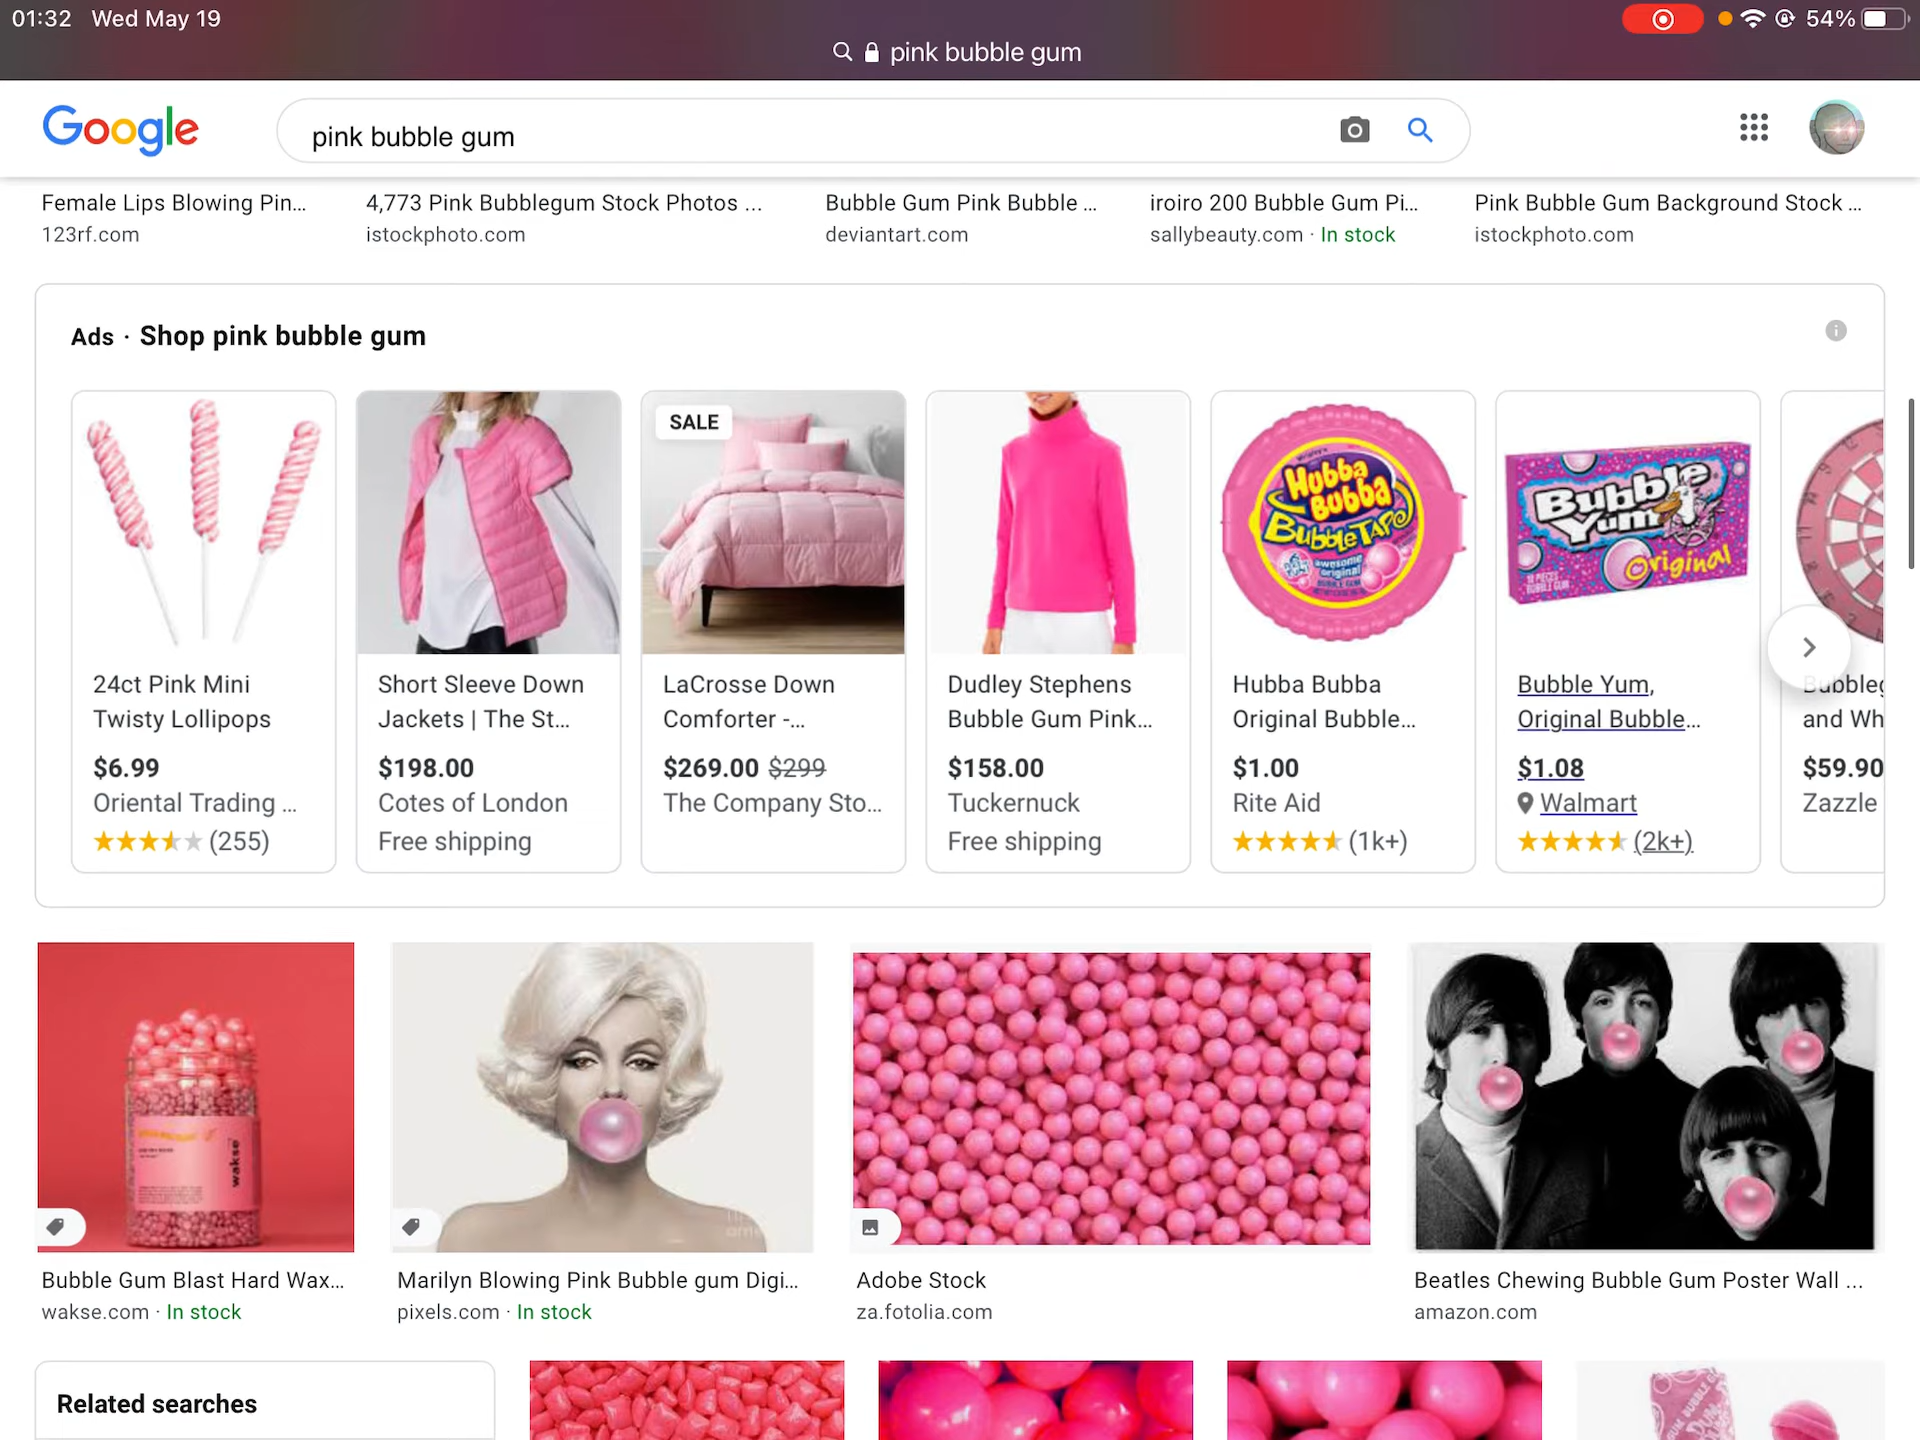 01:32 Wed May 19
54%
pink bubble gum
Google
pink bubble gum
Female Lips Blowing Pin...
4,773 Pink Bubblegum Stock Photos ...
Bubble Gum Pink Bubble ...
iroiro 200 Bubble Gum Pi...
Pink Bubble Gum Background Stock ...
123rf.com
istockphoto.com
deviantart.com
sallybeauty.com · In stock
istockphoto.com
Ads · Shop pink bubble gum
SALE
Hubba
Bubba
Bubble Tape
awesome
original
Bubble
Yum
Original
24ct Pink Mini
Twisty Lollipops
$6.99
Oriental Trading ...
(255)
Short Sleeve Down
Jackets | The St...
$198.00
Cotes of London
Free shipping
LaCrosse Down
Comforter -...
$269.00 $299
The Company Sto...
Dudley Stephens
Bubble Gum Pink...
$158.00
Tuckernuck
Free shipping
Hubba Bubba
Original Bubble...
$1.00
Rite Aid
(1k+)
Bubble Yum,
Original Bubble...
$1.08
Walmart
(2k+)
Bubbleg
and Wh
$59.90
Zazzle
wakse
Bubble Gum Blast Hard Wax...
wakse.com · In stock
Marilyn Blowing Pink Bubble gum Digi...
pixels.com · In stock
Adobe Stock
za.fotolia.com
Beatles Chewing Bubble Gum Poster Wall ...
amazon.com
Related searches